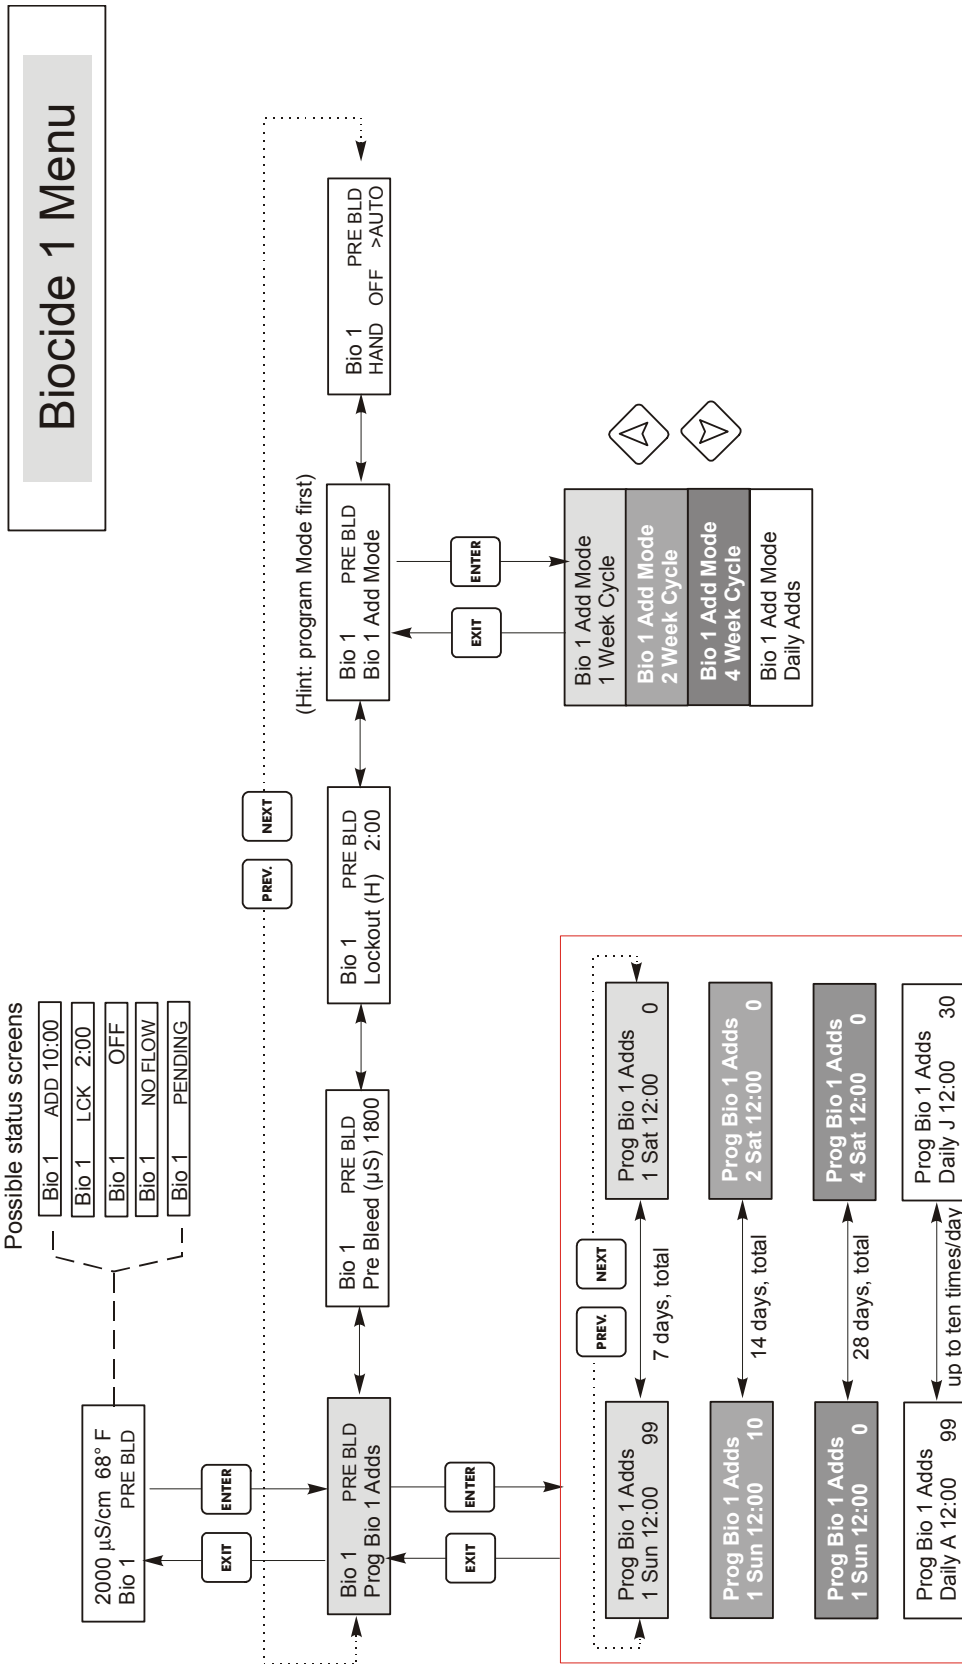 Biocide 1 Menu
Possible status screens
2000 µS/cm 68° F
Bio 1 PRE BLD
Bio 1 ADD 10:00
Bio 1 LCK 2:00
Bio 1 OFF
Bio 1 NO FLOW
Bio 1 PENDING
EXIT
ENTER
PREV.
NEXT
(Hint: program Mode first)
Bio 1 PRE BLD
Prog Bio 1 Adds
Bio 1 PRE BLD
Pre Bleed (µS) 1800
Bio 1 PRE BLD
Lockout (H) 2:00
Bio 1 PRE BLD
Bio 1 Add Mode
Bio 1 PRE BLD
HAND OFF >AUTO
EXIT
ENTER
EXIT
ENTER
Bio 1 Add Mode
1 Week Cycle
Bio 1 Add Mode
2 Week Cycle
Bio 1 Add Mode
4 Week Cycle
Bio 1 Add Mode
Daily Adds
PREV.
NEXT
Prog Bio 1 Adds
1 Sun 12:00 99
7 days, total
Prog Bio 1 Adds
1 Sat 12:00 0
Prog Bio 1 Adds
1 Sun 12:00 10
14 days, total
Prog Bio 1 Adds
2 Sat 12:00 0
Prog Bio 1 Adds
1 Sun 12:00 0
28 days, total
Prog Bio 1 Adds
4 Sat 12:00 0
Prog Bio 1 Adds
Daily A 12:00 99
up to ten times/day
Prog Bio 1 Adds
Daily J 12:00 30